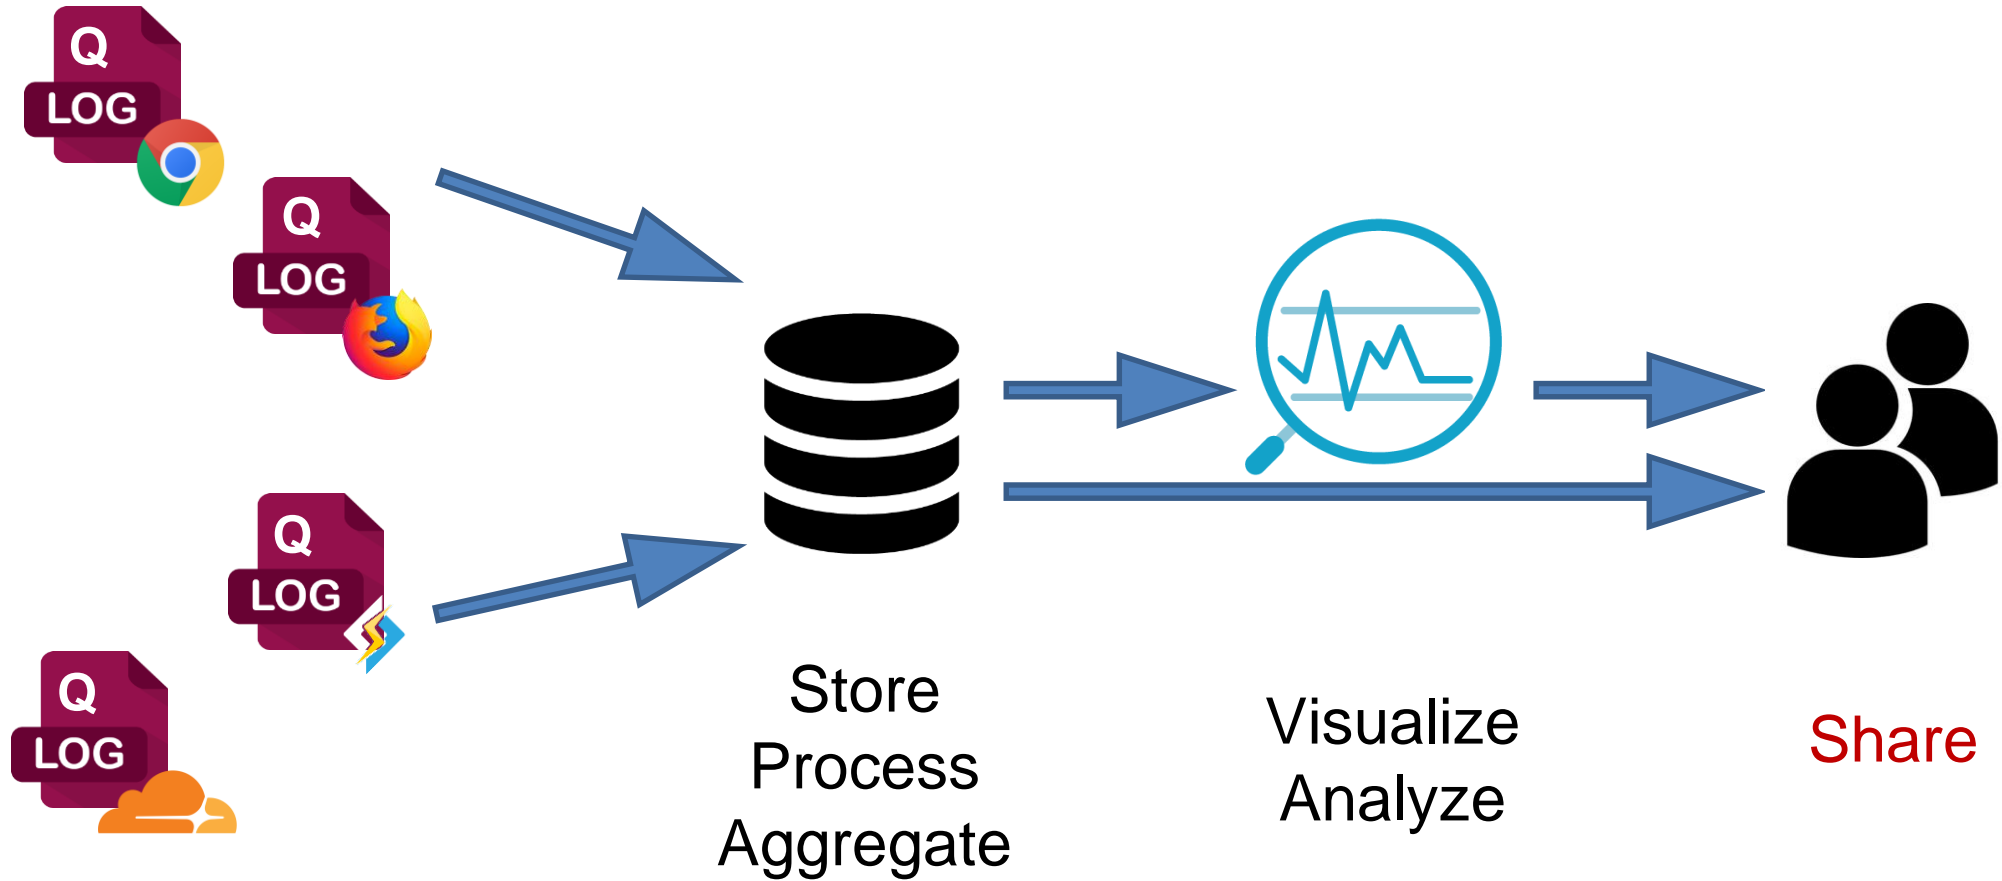 Q
LOG
Q
LOG
Q
LOG
Q
LOG
Store
Process
Aggregate
Visualize
Analyze
Share